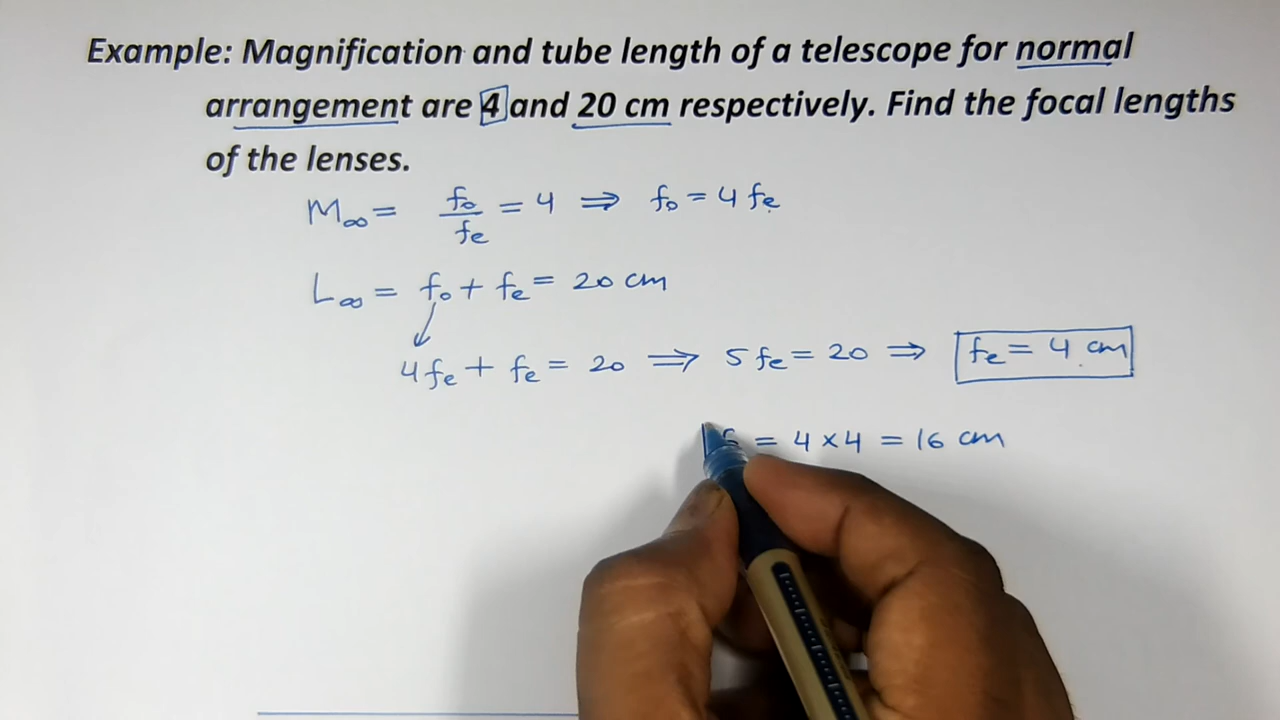 Example: Magnification and tube length of a telescope for normal
arrangement are 4 and 20 cm respectively. Find the focal lengths
of the lenses.
M∞ = fo/fe = 4 ⇒ fo = 4 fe
L∞ = fo + fe = 20 cm
4fe + fe = 20 ⇒ 5 fe = 20 ⇒ fe = 4 cm
= 4 × 4 = 16 cm